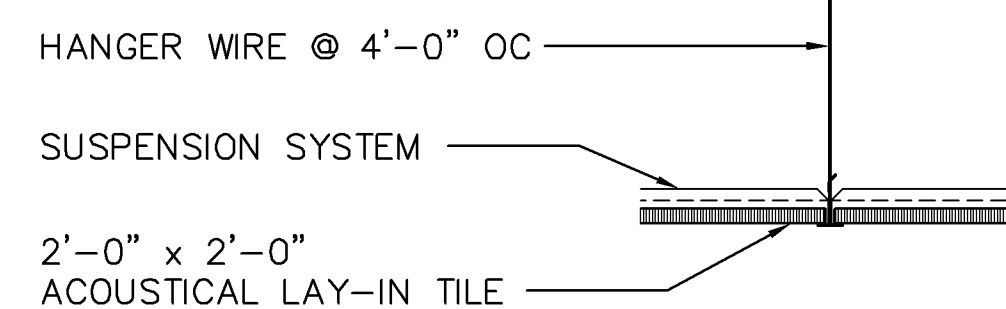 HANGER WIRE @ 4'-0" OC
SUSPENSION SYSTEM
2'-0" x 2'-0"
ACOUSTICAL LAY-IN TILE